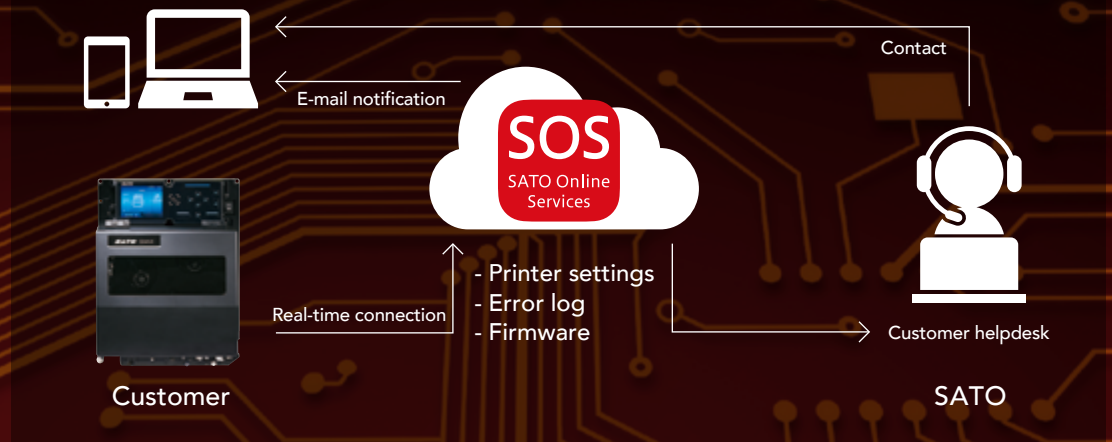 Contact
E-mail notification
SOS
SATO Online
Services
SATO
- Printer settings
- Error log
- Firmware
Real-time connection
Customer helpdesk
Customer
SATO